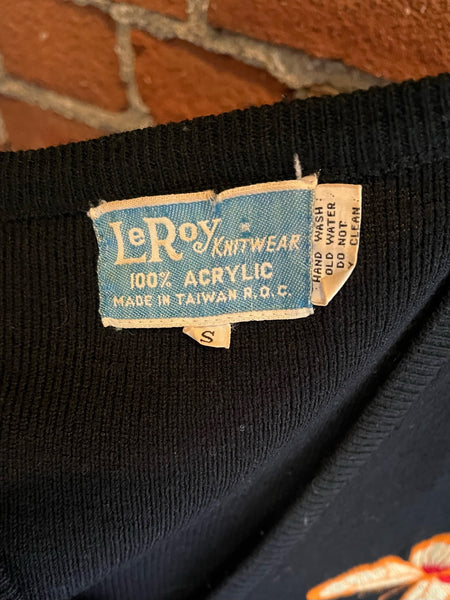 LeRoy
KNITWEAR
100% ACRYLIC
MADE IN TAIWAN R.O.C.
S
HAND WASH
OLD WATER
DO NOT
Y CLEAN